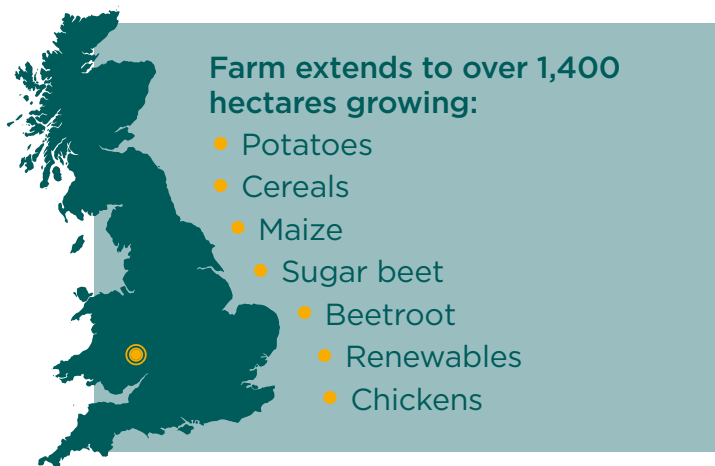 Farm extends to over 1,400
hectares growing:
Potatoes
Cereals
Maize
Sugar beet
Beetroot
Renewables
Chickens